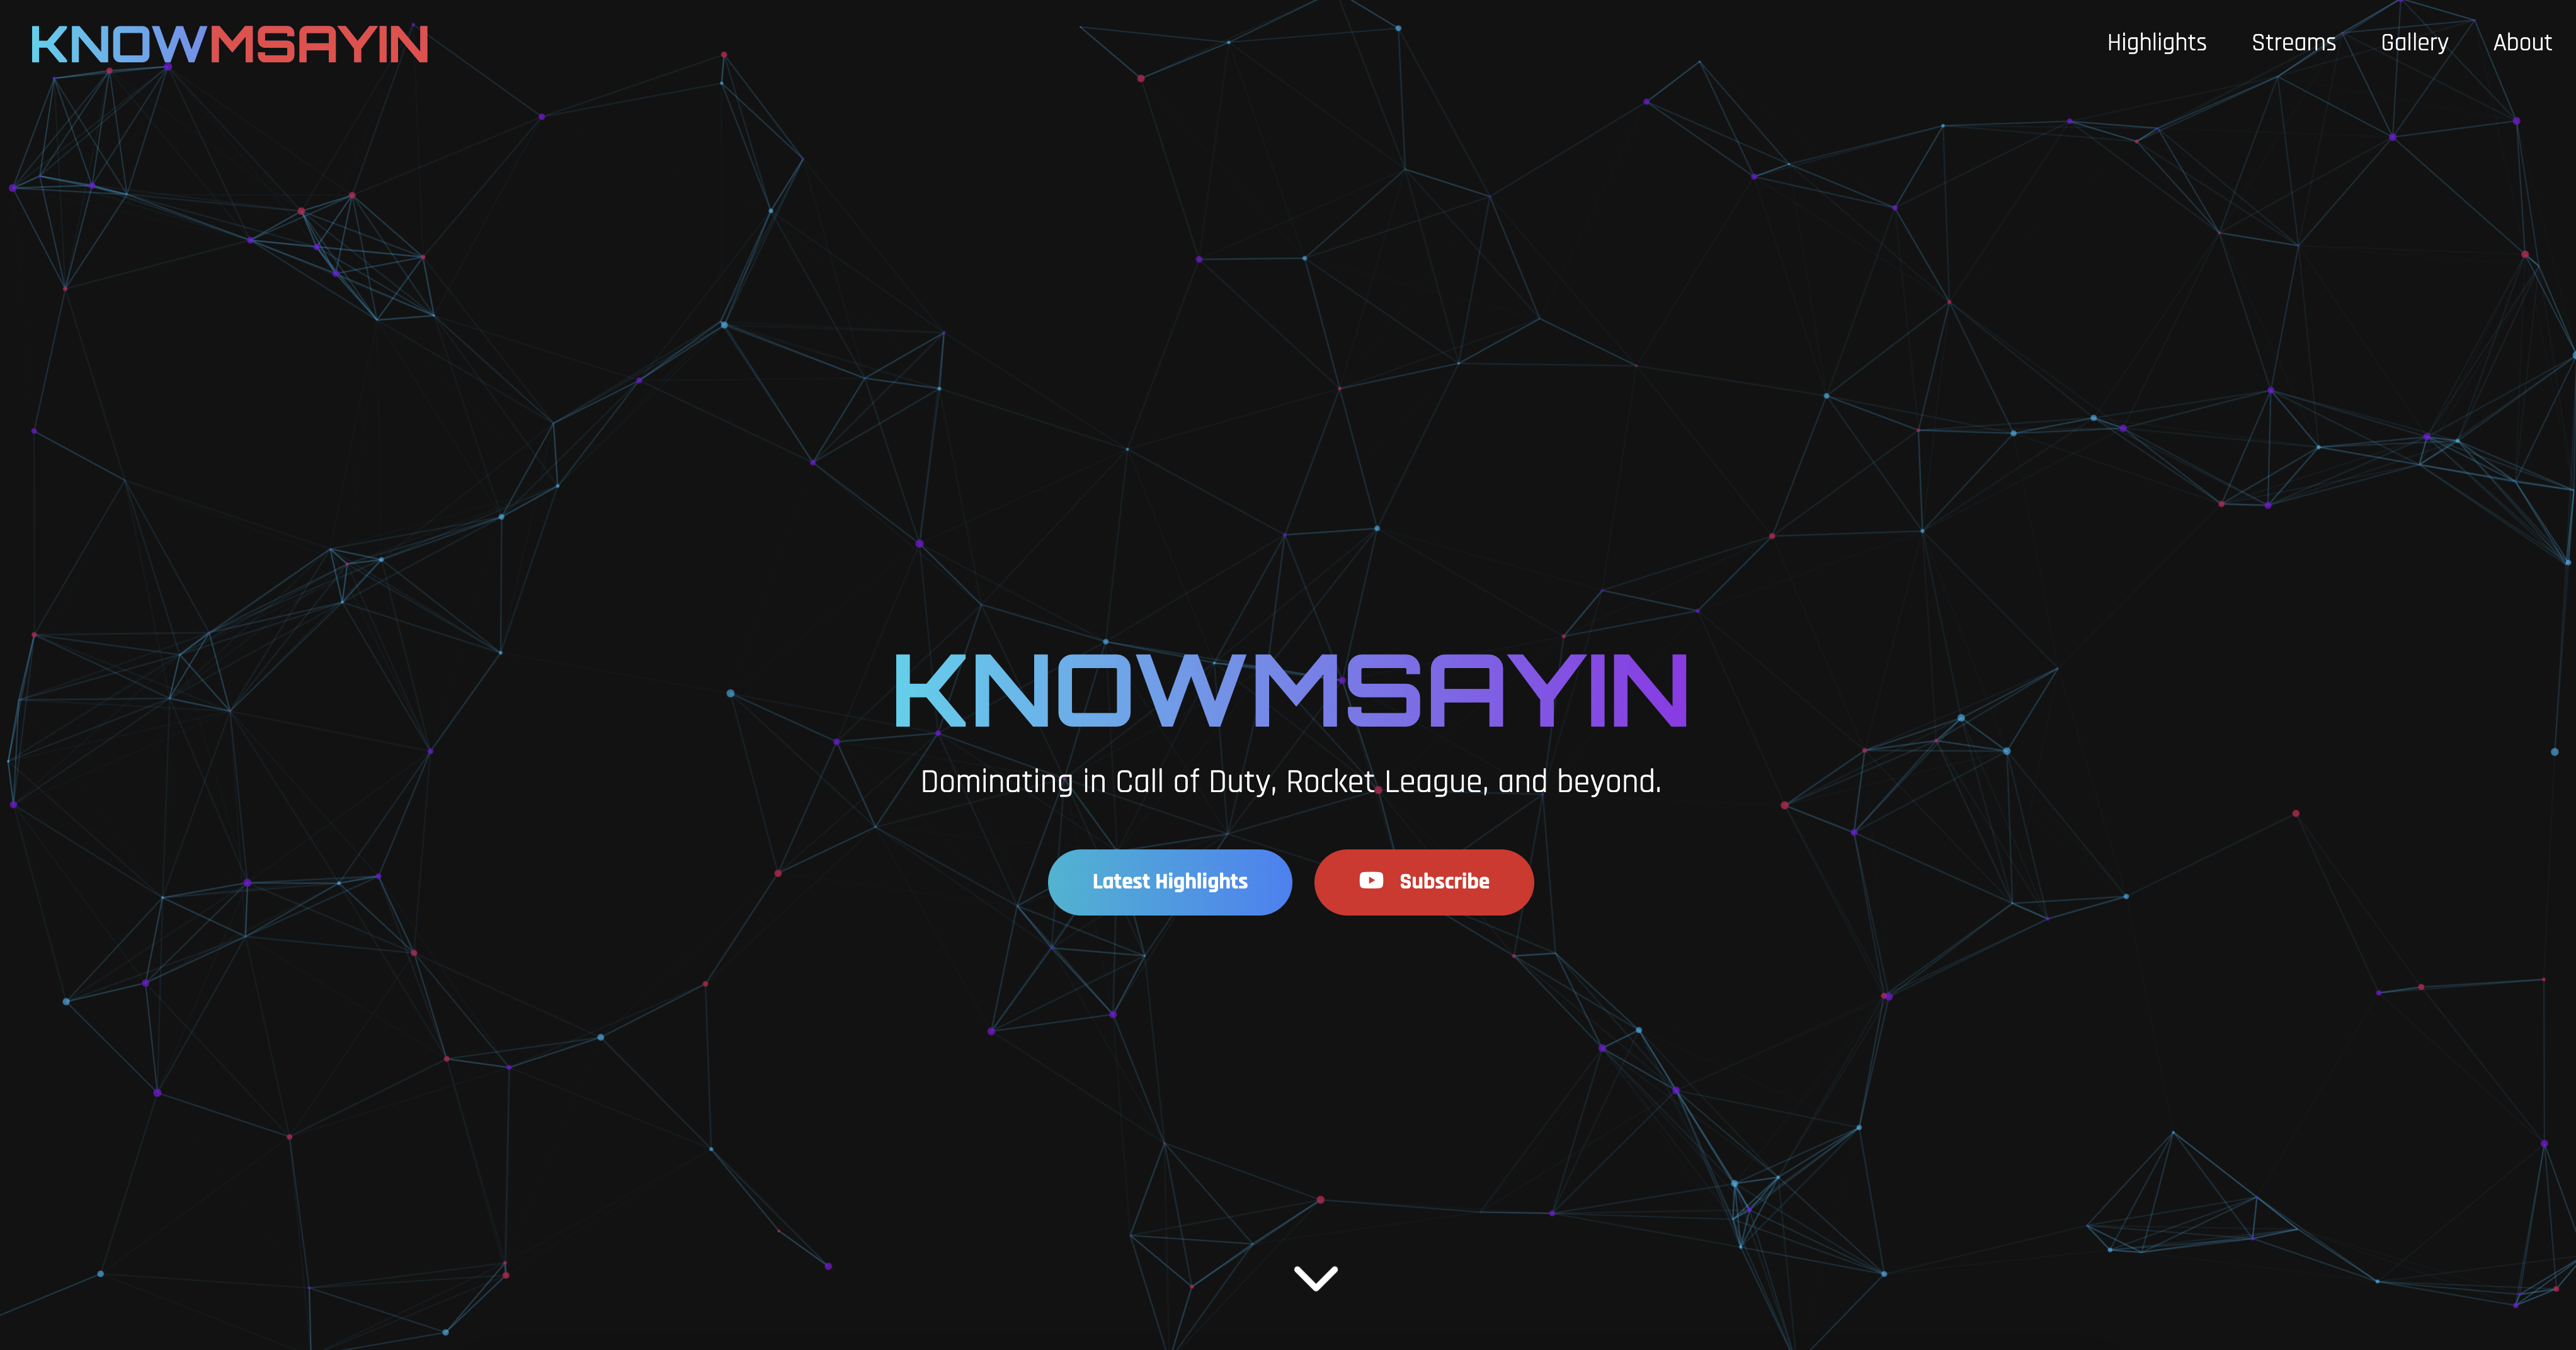 KNOWMSAYIN
Highlights Streams Gallery About
KNOWMSAYIN
Dominating in Call of Duty, Rocket League, and beyond.
Latest Highlights Subscribe